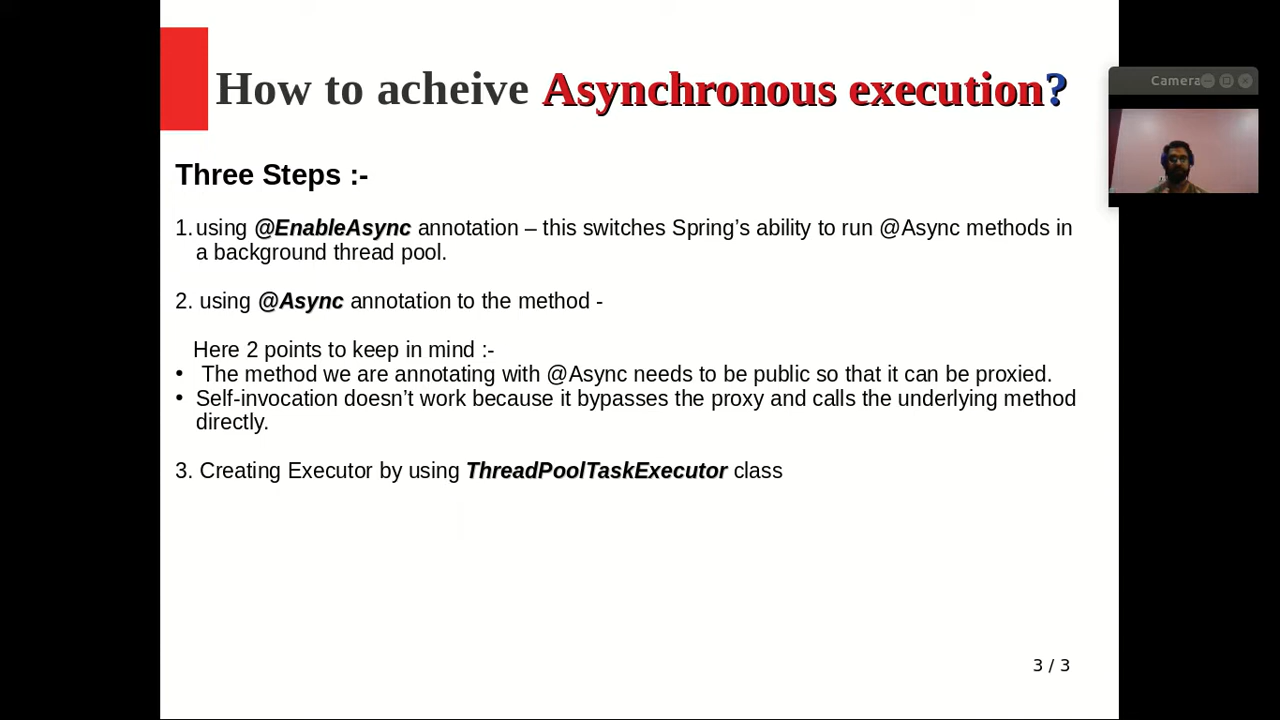 How to acheive Asynchronous execution?
Camera
Three Steps :-
1. using @EnableAsync annotation – this switches Spring’s ability to run @Async methods in
a background thread pool.
2. using @Async annotation to the method -
Here 2 points to keep in mind :-
• The method we are annotating with @Async needs to be public so that it can be proxied.
• Self-invocation doesn’t work because it bypasses the proxy and calls the underlying method
directly.
3. Creating Executor by using ThreadPoolTaskExecutor class
3 / 3